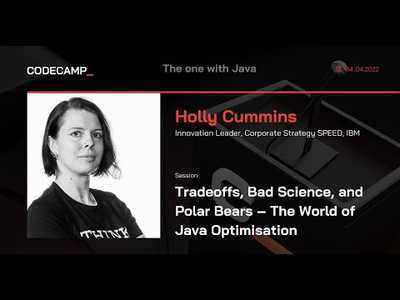 CODECAMP_
The one with Java
Holly Cummins
Innovation Leader, Corporate Strategy SPEED, IBM
Session
Tradeoffs, Bad Science, and
Polar Bears – The World of
Java Optimisation
THINK